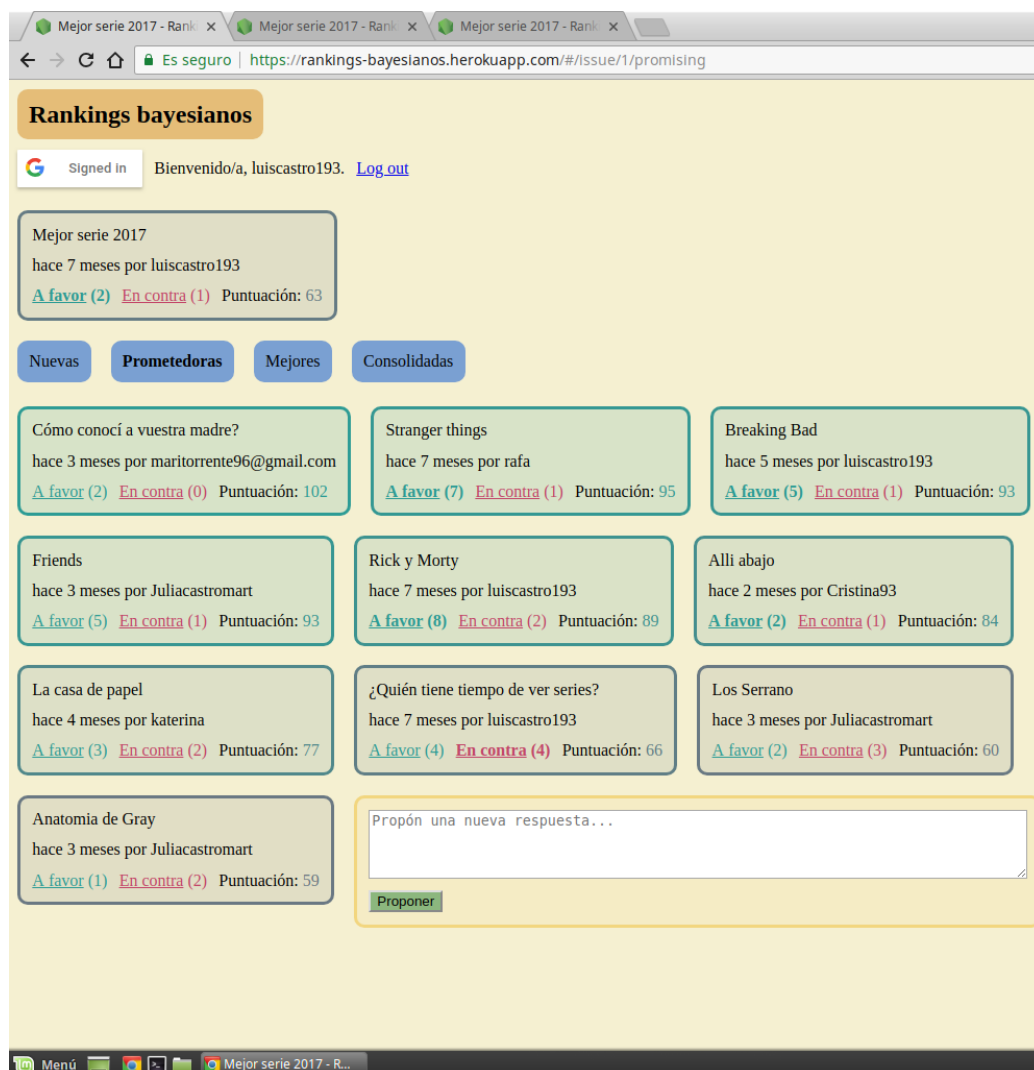 Mejor serie 2017 - Rank
Mejor serie 2017 - Rank
Mejor serie 2017 - Rank
Es seguro | https://rankings-bayesianos.herokuapp.com/#/issue/1/promising
Rankings bayesianos
Signed in Bienvenido/a, luiscastro193. Log out
Mejor serie 2017
hace 7 meses por luiscastro193
A favor (2) En contra (1) Puntuación: 63
Nuevas Prometedoras Mejores Consolidadas
Cómo conocí a vuestra madre?
hace 3 meses por maritorrente96@gmail.com
A favor (2) En contra (0) Puntuación: 102
Stranger things
hace 7 meses por rafa
A favor (7) En contra (1) Puntuación: 95
Breaking Bad
hace 5 meses por luiscastro193
A favor (5) En contra (1) Puntuación: 93
Friends
hace 3 meses por Juliacastromart
A favor (5) En contra (1) Puntuación: 93
Rick y Morty
hace 7 meses por luiscastro193
A favor (8) En contra (2) Puntuación: 89
Alli abajo
hace 2 meses por Cristina93
A favor (2) En contra (1) Puntuación: 84
La casa de papel
hace 4 meses por katerina
A favor (3) En contra (2) Puntuación: 77
¿Quién tiene tiempo de ver series?
hace 7 meses por luiscastro193
A favor (4) En contra (4) Puntuación: 66
Los Serrano
hace 3 meses por Juliacastromart
A favor (2) En contra (3) Puntuación: 60
Anatomia de Gray
hace 3 meses por Juliacastromart
A favor (1) En contra (2) Puntuación: 59
Propón una nueva respuesta...
Proponer
Menú Mejor serie 2017 - R...